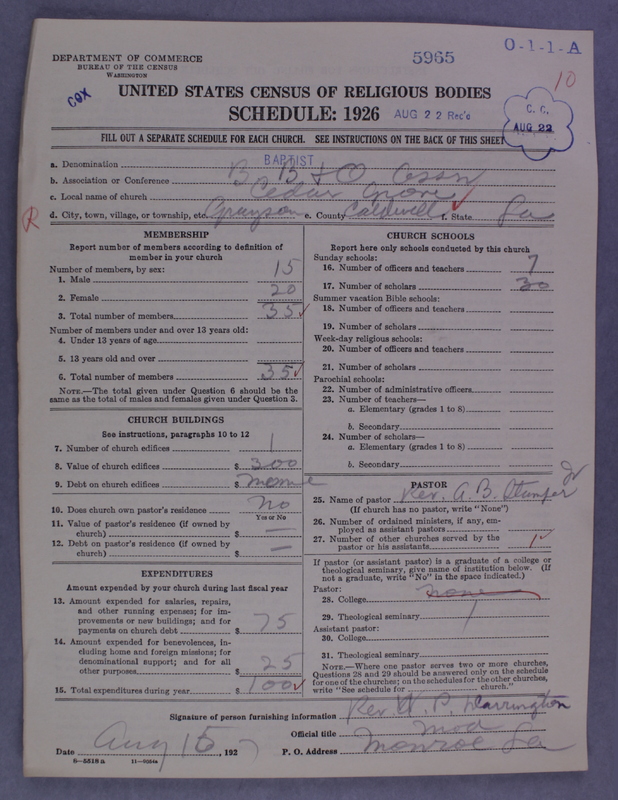 DEPARTMENT OF COMMERCE
BUREAU OF THE CENSUS
WASHINGTON
5965
O-1-1-A
10
COX
UNITED STATES CENSUS OF RELIGIOUS BODIES
SCHEDULE: 1926
AUG 22 Rec'd
C. C.
AUG 22
FILL OUT A SEPARATE SCHEDULE FOR EACH CHURCH. SEE INSTRUCTIONS ON THE BACK OF THIS SHEET
a. Denomination BAPTIST
b. Association or Conference B B & O Assn
c. Local name of church Cedar Grove
R
d. City, town, village, or township, etc. Grayson e. County Caldwell f. State La
MEMBERSHIP
Report number of members according to definition of
member in your church
Number of members, by sex:
1. Male 15
2. Female 20
3. Total number of members 35
Number of members under and over 13 years old:
4. Under 13 years of age
5. 13 years old and over
6. Total number of members 35
NOTE.—The total given under Question 6 should be the
same as the total of males and females given under Question 3.
CHURCH BUILDINGS
See instructions, paragraphs 10 to 12
7. Number of church edifices 1
8. Value of church edifices $ 300
9. Debt on church edifices $ none
10. Does church own pastor's residence no
Yes or No
11. Value of pastor's residence (if owned by
church) $ —
12. Debt on pastor's residence (if owned by
church) $ —
EXPENDITURES
Amount expended by your church during last fiscal year
13. Amount expended for salaries, repairs,
and other running expenses; for im-
provements or new buildings; and for
payments on church debt $ 75
14. Amount expended for benevolences, in-
cluding home and foreign missions; for
denominational support; and for all
other purposes $ 25
15. Total expenditures during year $ 100
CHURCH SCHOOLS
Report here only schools conducted by this church
Sunday schools:
16. Number of officers and teachers 7
17. Number of scholars 30
Summer vacation Bible schools:
18. Number of officers and teachers
19. Number of scholars
Week-day religious schools:
20. Number of officers and teachers
21. Number of scholars
Parochial schools:
22. Number of administrative officers
23. Number of teachers—
a. Elementary (grades 1 to 8)
b. Secondary
24. Number of scholars—
a. Elementary (grades 1 to 8)
b. Secondary
PASTOR
25. Name of pastor Rev. A. B. Jr
(If church has no pastor, write "None")
26. Number of ordained ministers, if any, em-
ployed as assistant pastors
27. Number of other churches served by the
pastor or his assistants 1
If pastor (or assistant pastor) is a graduate of a college or
theological seminary, give name of institution below. (If
not a graduate, write "No" in the space indicated.)
Pastor:
28. College none
29. Theological seminary
Assistant pastor:
30. College
31. Theological seminary
NOTE.—Where one pastor serves two or more churches,
Questions 28 and 29 should be answered only on the schedule
for one of the churches; on the schedules for the other churches,
write "See schedule for church."
Signature of person furnishing information Rev. W. P. Darrington
Official title Mod
Date Aug 15, 1927 P. O. Address Monroe La
8—5518 a 11—9354a